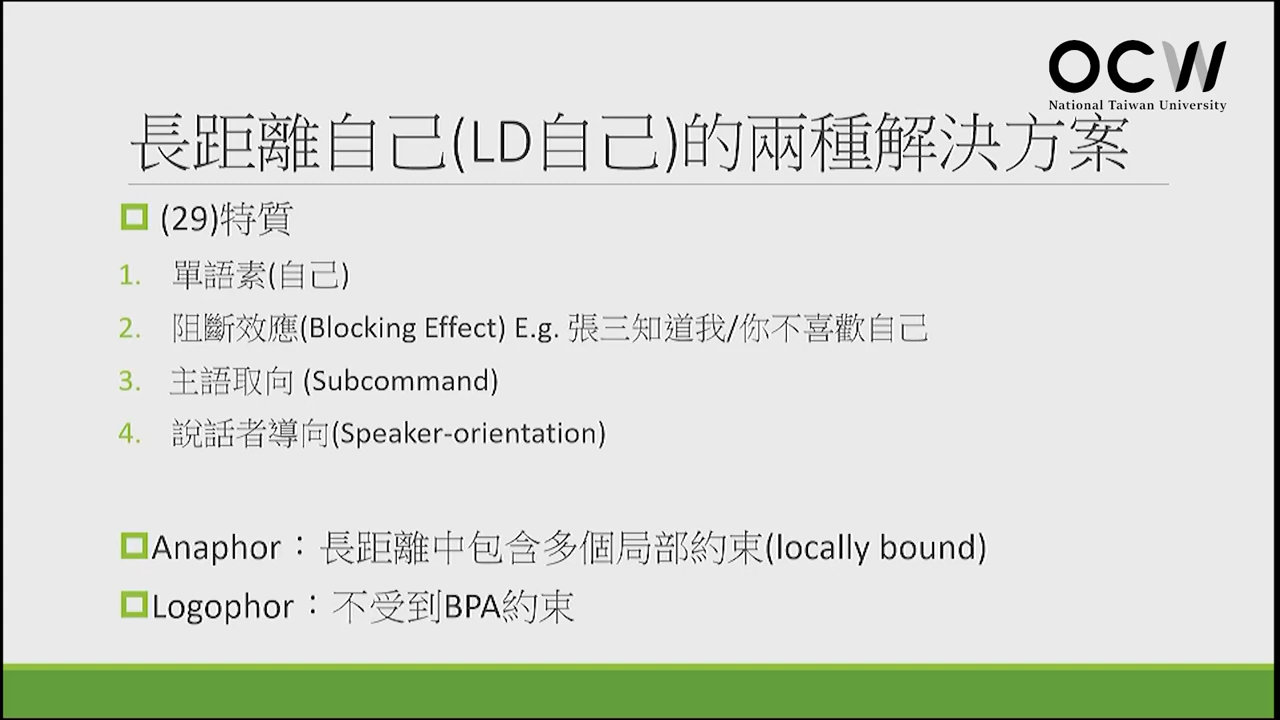 OCW
National Taiwan University
長距離自己(LD自己)的兩種解決方案
(29)特質
1. 單語素(自己)
2. 阻斷效應(Blocking Effect) E.g. 張三知道我/你不喜歡自己
3. 主語取向 (Subcommand)
4. 說話者導向(Speaker-orientation)
Anaphor：長距離中包含多個局部約束(locally bound)
Logophor：不受到BPA約束